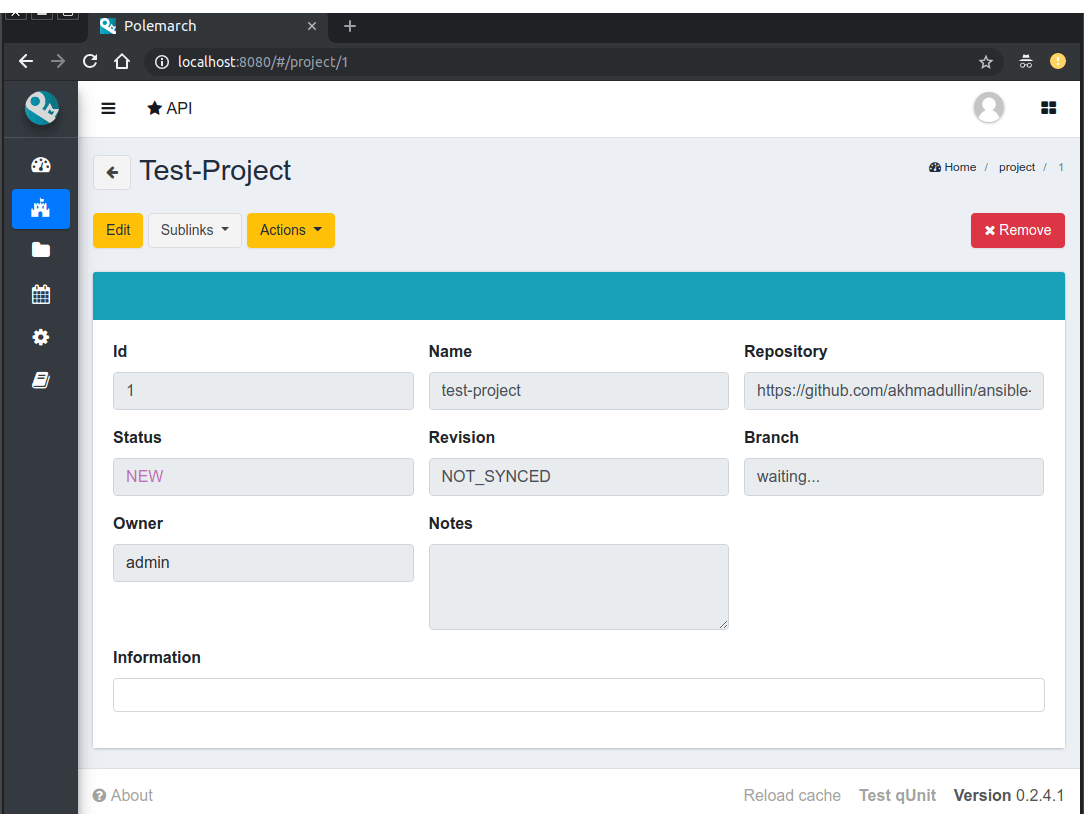 Polemarch
localhost:8080/#/project/1
API
Test-Project
Home / project / 1
Edit
Sublinks
Actions
Remove
Id
Name
Repository
1
test-project
https://github.com/akhmadullin/ansible-
Status
Revision
Branch
NEW
NOT_SYNCED
waiting...
Owner
Notes
admin
Information
About
Reload cache
Test qUnit
Version 0.2.4.1